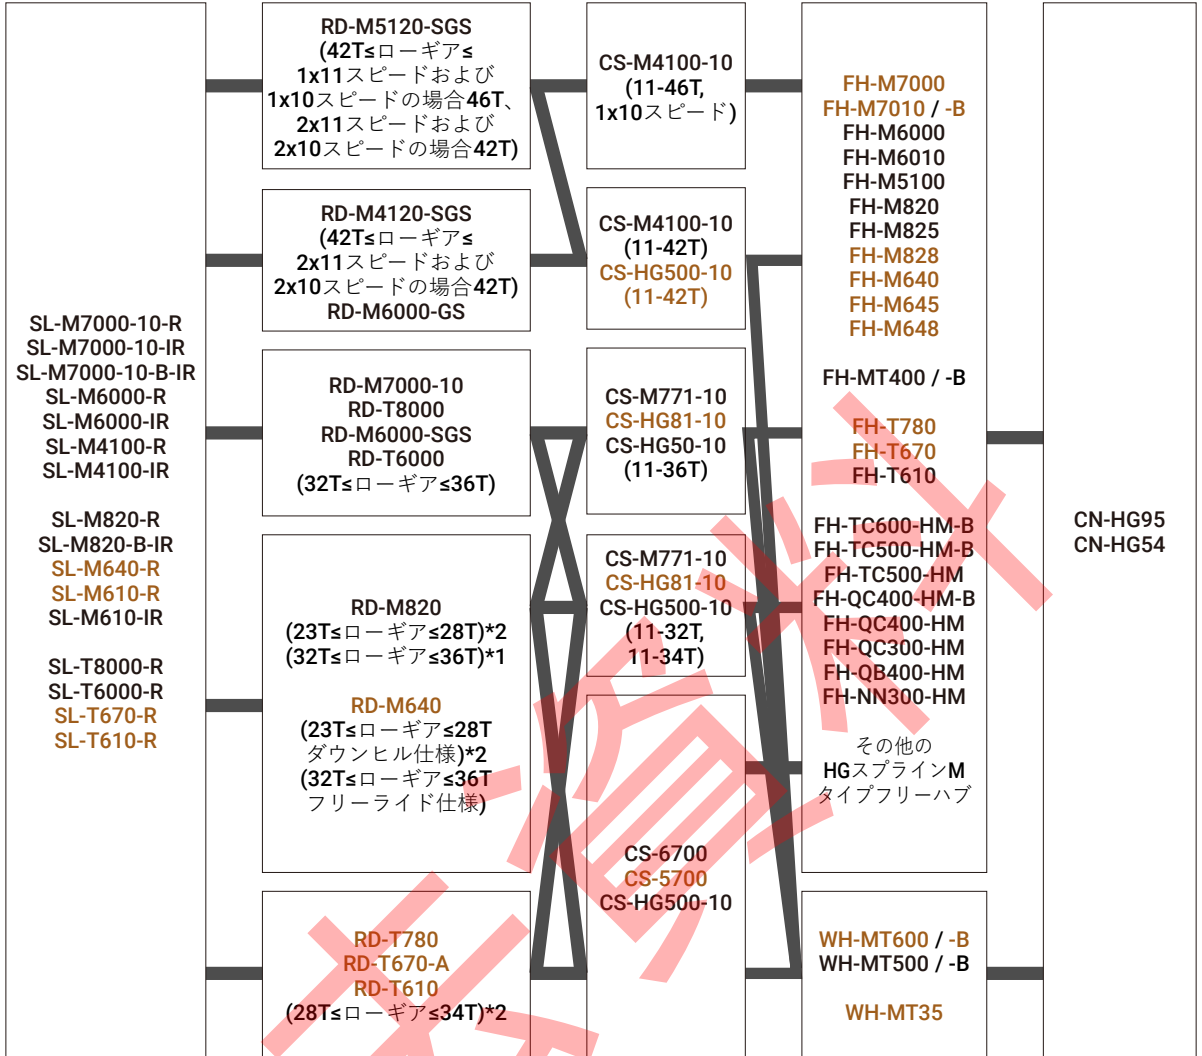 SL-M7000-10-R
SL-M7000-10-IR
SL-M7000-10-B-IR
SL-M6000-R
SL-M6000-IR
SL-M4100-R
SL-M4100-IR
SL-M820-R
SL-M820-B-IR
SL-M640-R
SL-M610-R
SL-M610-IR
SL-T8000-R
SL-T6000-R
SL-T670-R
SL-T610-R
RD-M5120-SGS
(42T≤ローギア≤
1x11スピードおよび
1x10スピードの場合46T、
2x11スピードおよび
2x10スピードの場合42T)
RD-M4120-SGS
(42T≤ローギア≤
2x11スピードおよび
2x10スピードの場合42T)
RD-M6000-GS
RD-M7000-10
RD-T8000
RD-M6000-SGS
RD-T6000
(32T≤ローギア≤36T)
RD-M820
(23T≤ローギア≤28T)*2
(32T≤ローギア≤36T)*1
RD-M640
(23T≤ローギア≤28T
ダウンヒル仕様)*2
(32T≤ローギア≤36T
フリーライド仕様)
RD-T780
RD-T670-A
RD-T610
(28T≤ローギア≤34T)*2
CS-M4100-10
(11-46T,
1x10スピード)
CS-M4100-10
(11-42T)
CS-HG500-10
(11-42T)
CS-M771-10
CS-HG81-10
CS-HG50-10
(11-36T)
CS-M771-10
CS-HG81-10
CS-HG500-10
(11-32T,
11-34T)
CS-6700
CS-5700
CS-HG500-10
FH-M7000
FH-M7010 / -B
FH-M6000
FH-M6010
FH-M5100
FH-M820
FH-M825
FH-M828
FH-M640
FH-M645
FH-M648
FH-MT400 / -B
FH-T780
FH-T670
FH-T610
FH-TC600-HM-B
FH-TC500-HM-B
FH-TC500-HM
FH-QC400-HM-B
FH-QC400-HM
FH-QC300-HM
FH-QB400-HM
FH-NN300-HM
その他の
HGスプラインM
タイプフリーハブ
WH-MT600 / -B
WH-MT500 / -B
WH-MT35
CN-HG95
CN-HG54
資料